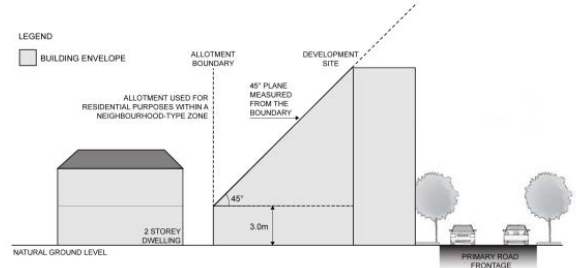 LEGEND
BUILDING ENVELOPE
ALLOTMENT
BOUNDARY
DEVELOPMENT
SITE
ALLOTMENT USED FOR
RESIDENTIAL PURPOSES WITHIN A
NEIGHBOURHOOD-TYPE ZONE
45° PLANE
MEASURED
FROM THE
BOUNDARY
45°
3.0m
2 STOREY
DWELLING
NATURAL GROUND LEVEL
PRIMARY ROAD
FRONTAGE